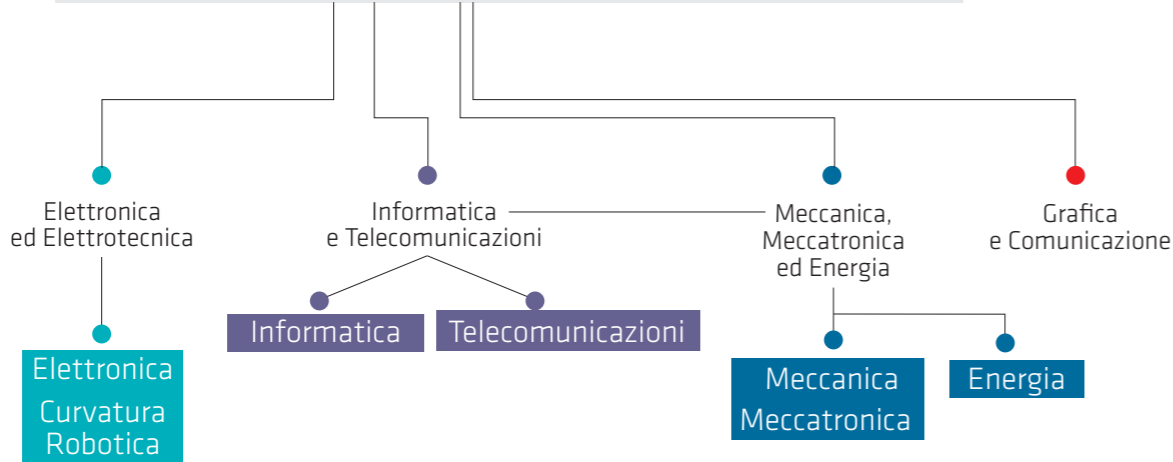 Elettronica
ed Elettrotecnica
Informatica
e Telecomunicazioni
Meccanica,
Meccatronica
ed Energia
Grafica
e Comunicazione
Informatica
Telecomunicazioni
Elettronica
Curvatura
Robotica
Meccanica
Meccatronica
Energia